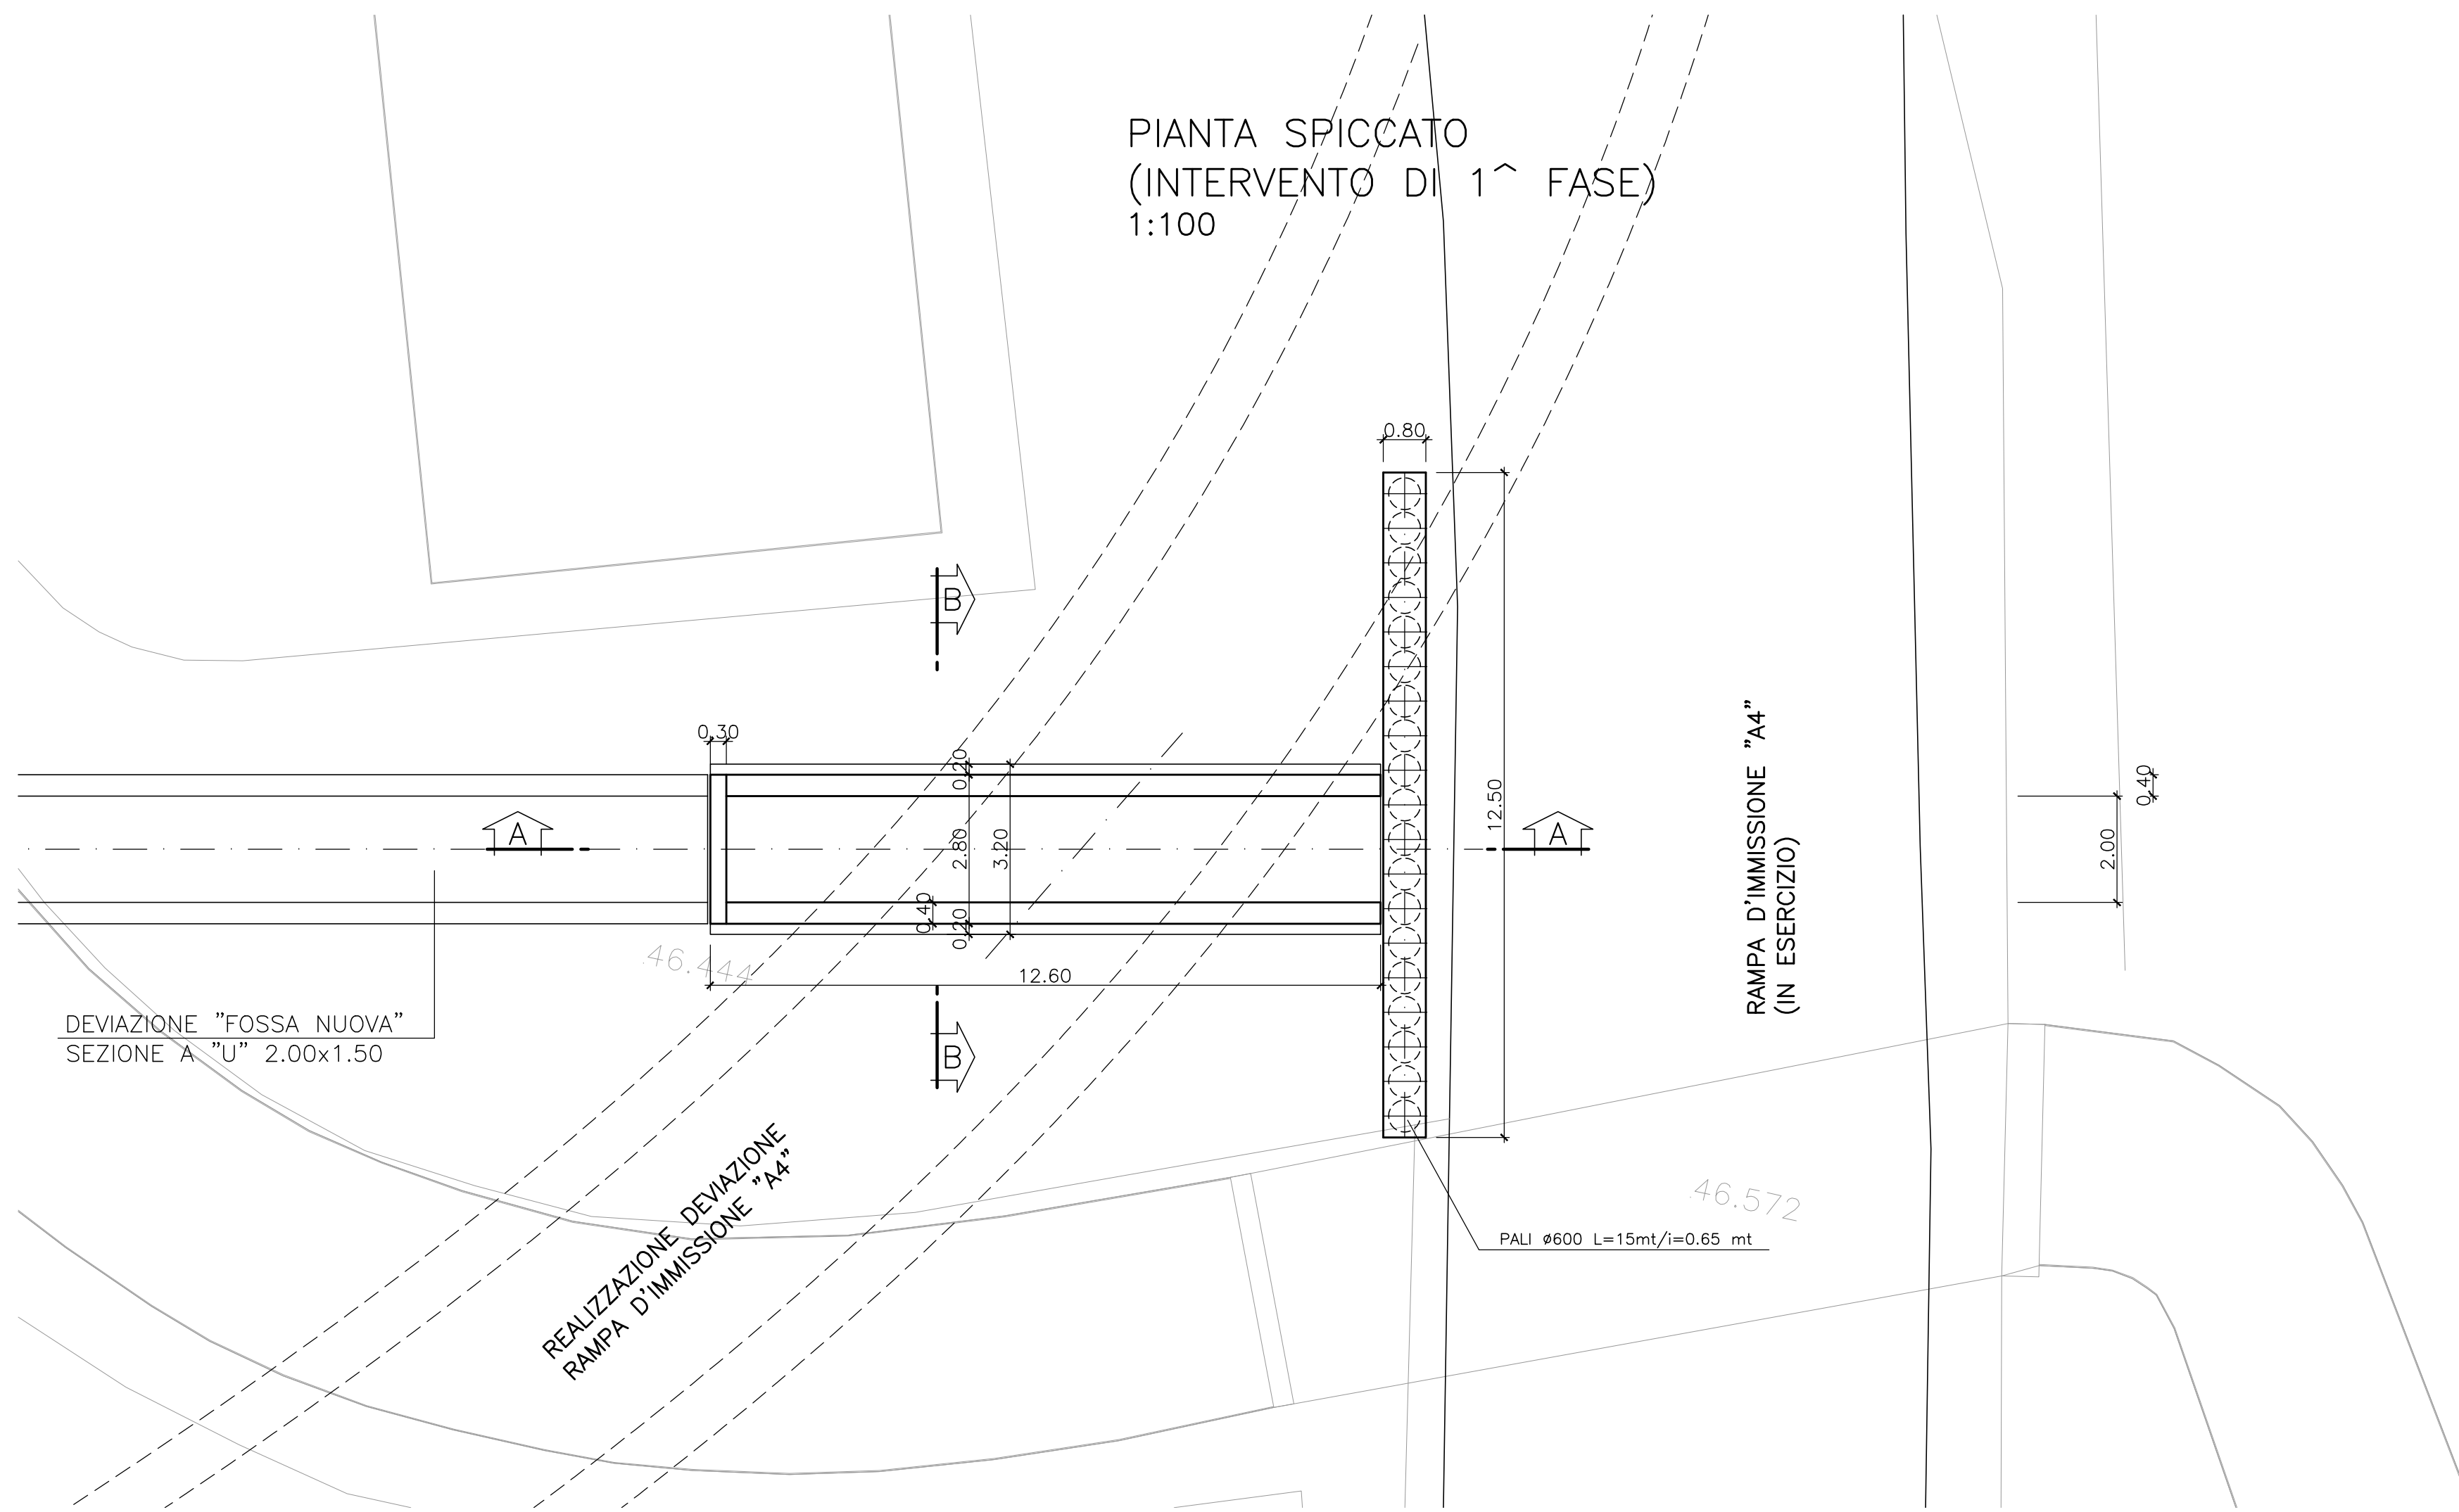 PIANTA SPICCATO
(INTERVENTO DI 1^ FASE)
1:100
0.80
B
0.30
0.20
12.50
RAMPA D'IMMISSIONE "A4"
(IN ESERCIZIO)
0.40
A
2.80
3.20
A
2.00
0.40
0.20
46.444
12.60
DEVIAZIONE "FOSSA NUOVA"
SEZIONE A "U" 2.00x1.50
B
REALIZZAZIONE DEVIAZIONE
RAMPA D'IMMISSIONE "A4"
46.572
PALI ø600 L=15mt/i=0.65 mt